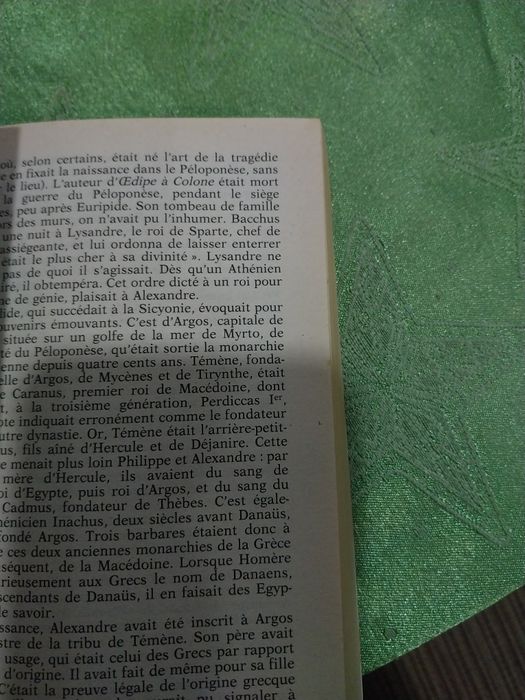 où, selon certains, était né l'art de la tragédie
e en fixait la naissance dans le Péloponèse, sans
le lieu). L'auteur d'Œdipe à Colone était mort
la guerre du Péloponèse, pendant le siège
es, peu après Euripide. Son tombeau de famille
rs des murs, on n'avait pu l'inhumer. Bacchus
une nuit à Lysandre, le roi de Sparte, chef de
assiégeante, et lui ordonna de laisser enterrer
était le plus cher à sa divinité ». Lysandre ne
pas de quoi il s'agissait. Dès qu'un Athénien
ire, il obtempéra. Cet ordre dicté à un roi pour
ne de génie, plaisait à Alexandre.
lide, qui succédait à la Sicyonie, évoquait pour
ouvenirs émouvants. C'est d'Argos, capitale de
située sur un golfe de la mer de Myrto, de
té du Péloponèse, qu'était sortie la monarchie
enne depuis quatre cents ans. Témène, fonda-
elle d'Argos, de Mycènes et de Tirynthe, était
e Caranus, premier roi de Macédoine, dont
t, à la troisième génération, Perdiccas Ier,
ote indiquait erronément comme le fondateur
utre dynastie. Or, Témène était l'arrière-petit-
us, fils aîné d'Hercule et de Déjanire. Cette
e menait plus loin Philippe et Alexandre : par
mère d'Hercule, ils avaient du sang de
oi d'Egypte, puis roi d'Argos, et du sang du
Cadmus, fondateur de Thèbes. C'est égale-
hénicien Inachus, deux siècles avant Danaüs,
fondé Argos. Trois barbares étaient donc à
e ces deux anciennes monarchies de la Grèce
séquent, de la Macédoine. Lorsque Homère
rieusement aux Grecs le nom de Danaens,
scendants de Danaüs, il en faisait des Egyp-
le savoir.
issance, Alexandre avait été inscrit à Argos
stre de la tribu de Témène. Son père avait
usage, qui était celui des Grecs par rapport
d'origine. Il avait fait de même pour sa fille
C'était la preuve légale de l'origine grecque
pu signaler à